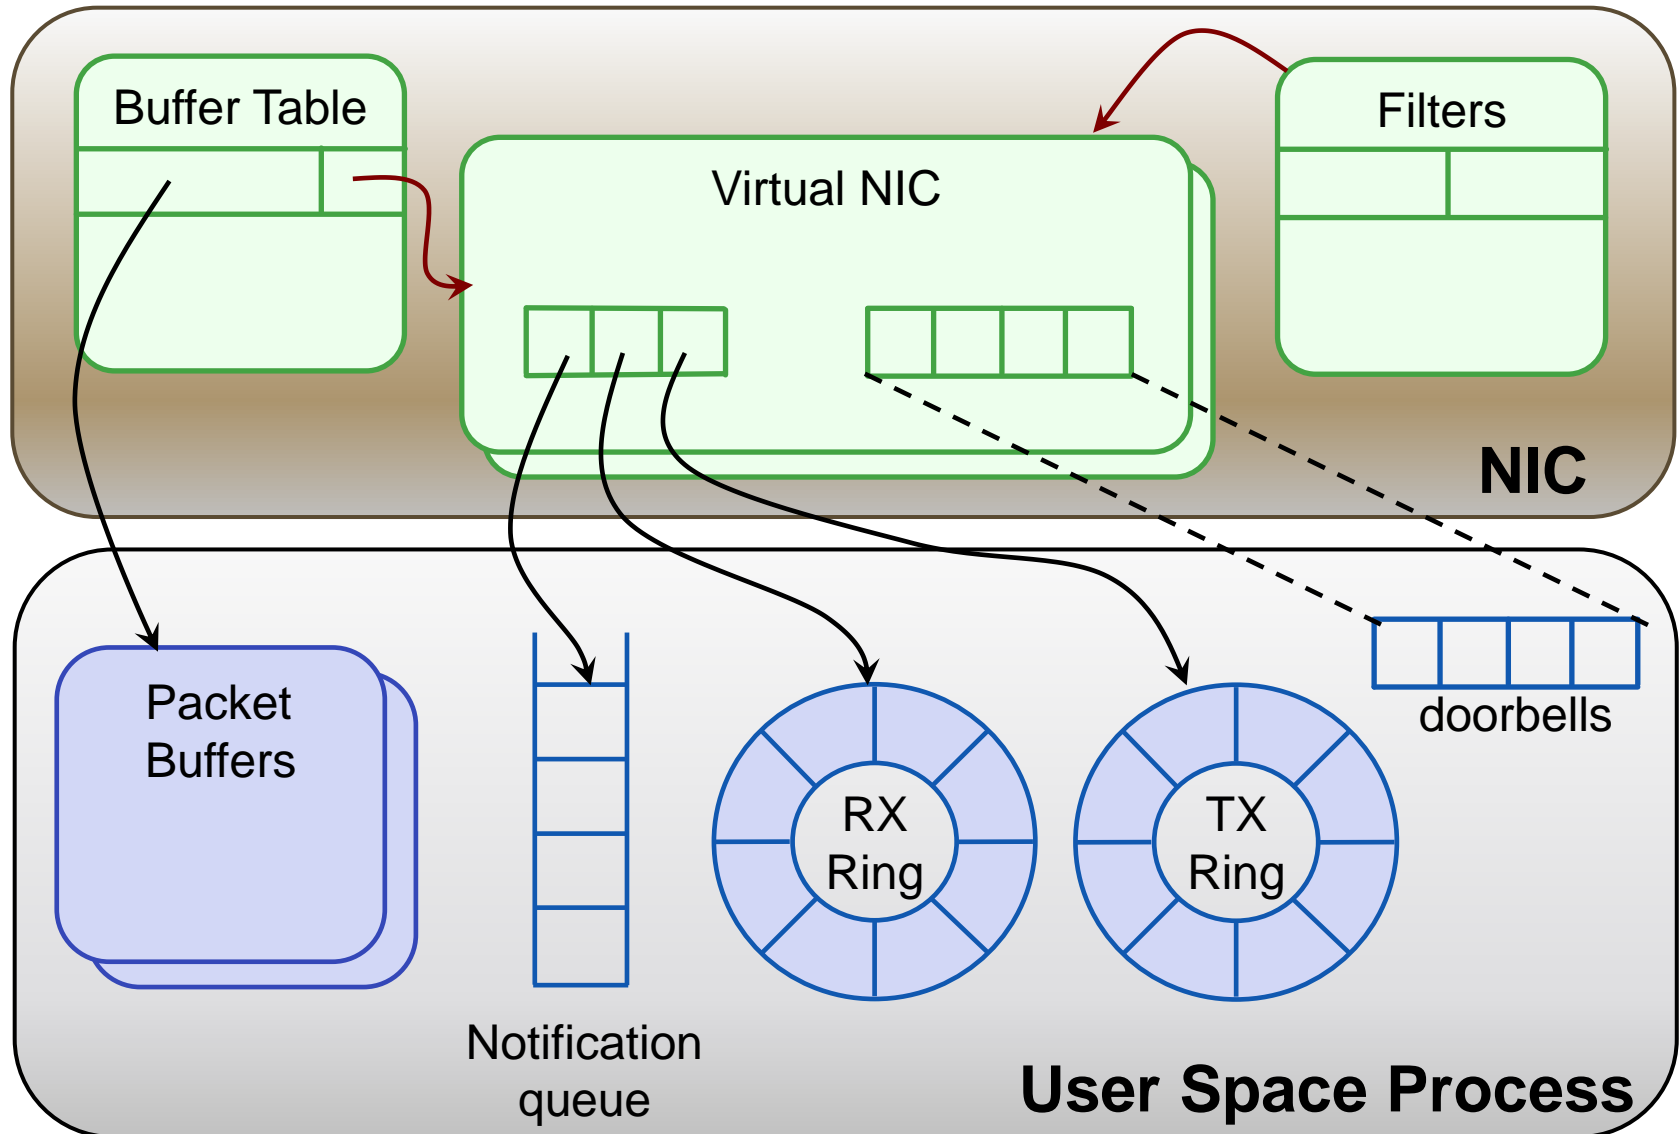 Buffer Table
Filters
Virtual NIC
NIC
Packet
Buffers
doorbells
RX
Ring
TX
Ring
Notification
queue
User Space Process